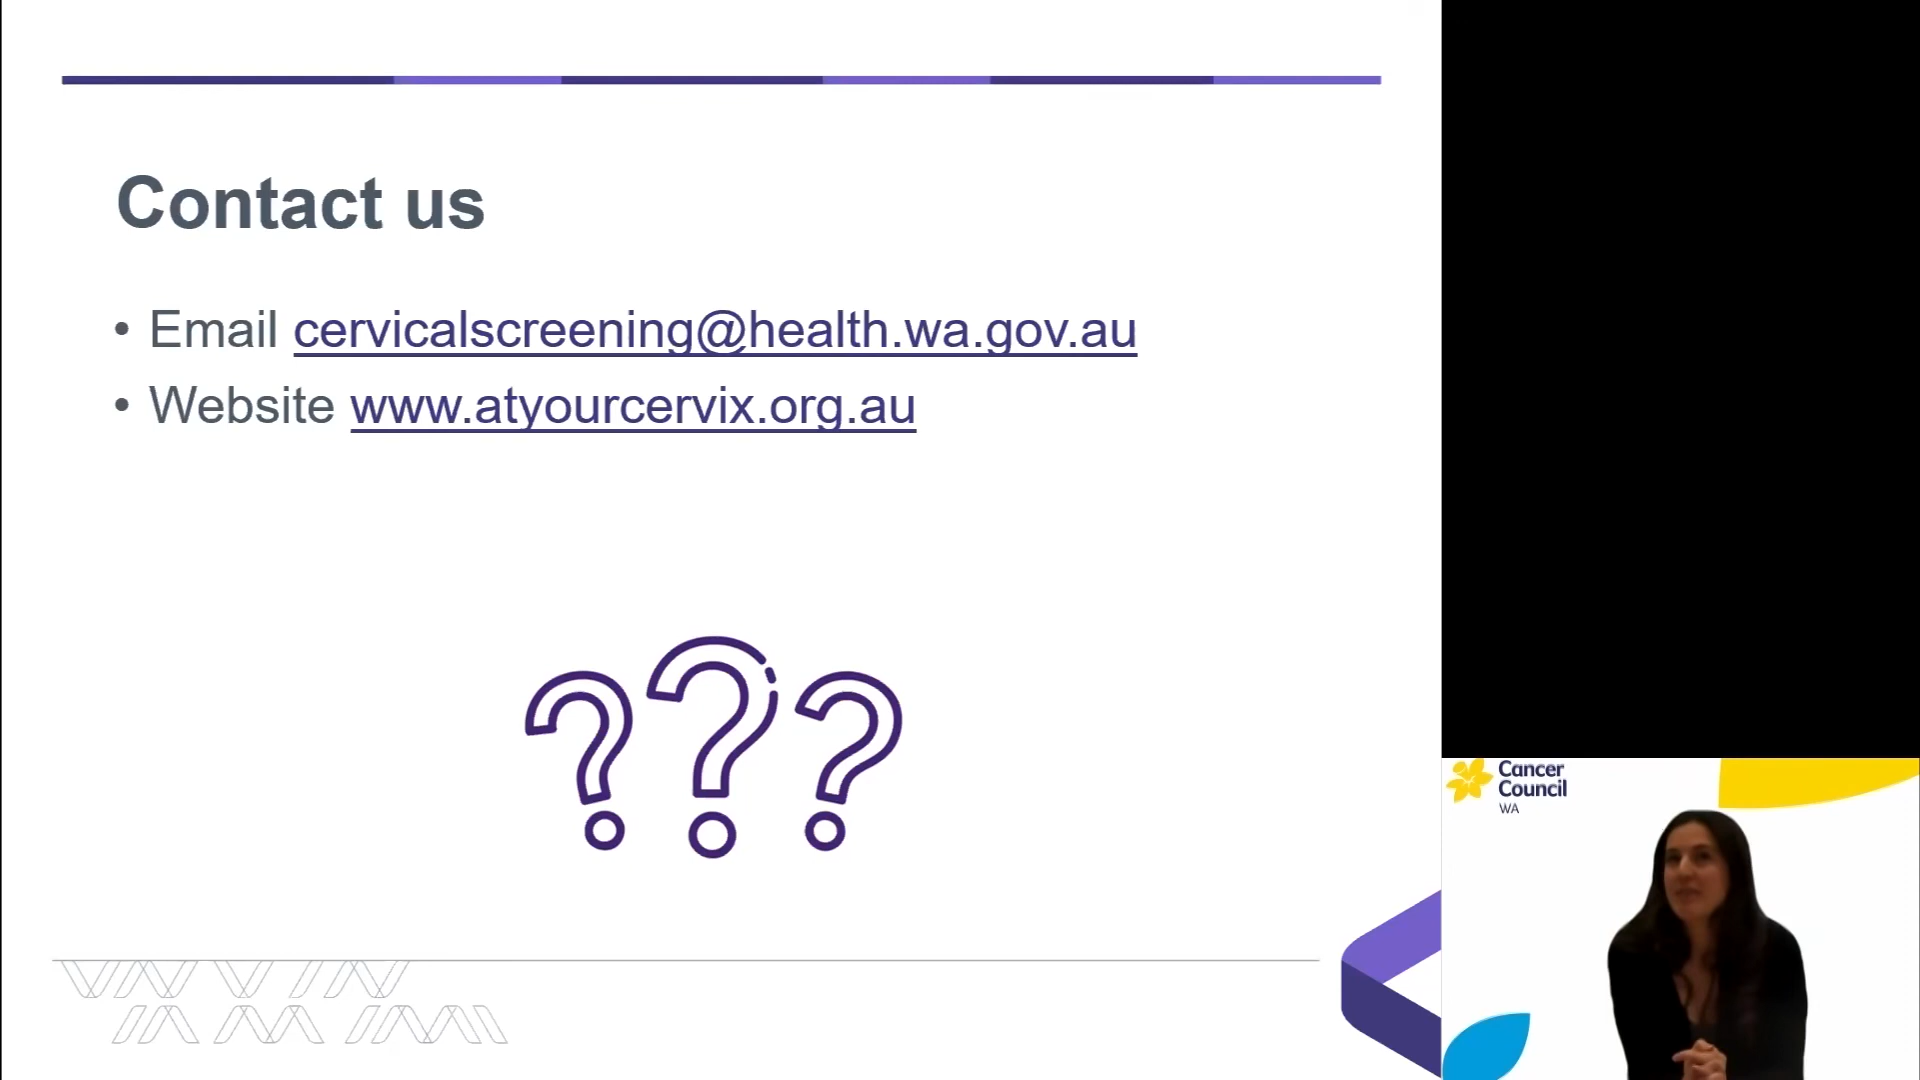 Contact us
• Email cervicalscreening@health.wa.gov.au
• Website www.atyourcervix.org.au
???
Cancer
Council
WA